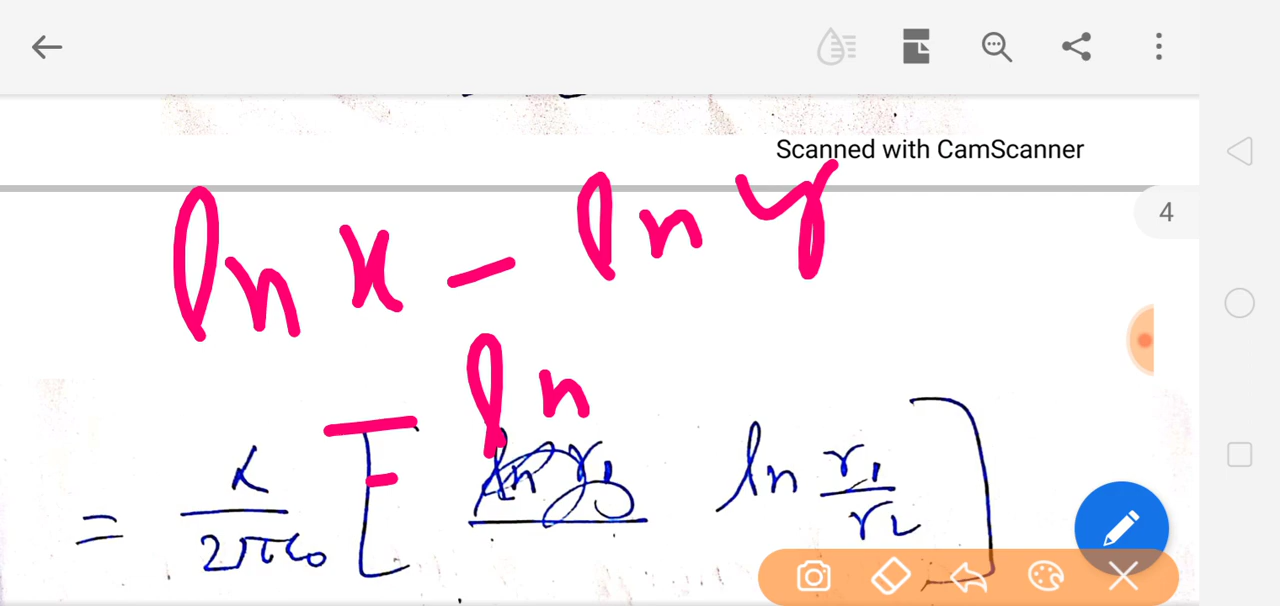 Scanned with CamScanner
4
ln x - ln y
= ln
= λ/2πε₀ [ ln r₁/r₂ ]